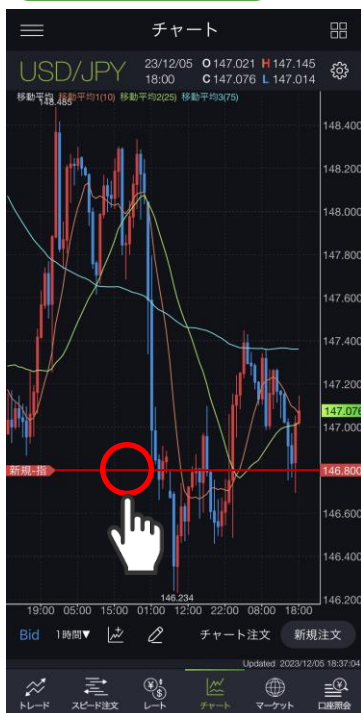 チャート
USD/JPY 23/12/05 O 147.021 H 147.145
18:00 C 147.076 L 147.014
移動平均 移動平均1(10) 移動平均2(25) 移動平均3(75)
148.485
148.400
148.200
148.000
147.800
147.600
147.400
147.200
147.076
147.000
新規-指 146.800
146.600
146.400
146.234
146.200
19:00 05:00 15:00 01:00 12:00 22:00 08:00 18:00
Bid 1時間▼ チャート注文 新規注文
Updated 2023/12/05 18:37:04
トレード スピード注文 レート チャート マーケット 口座照会